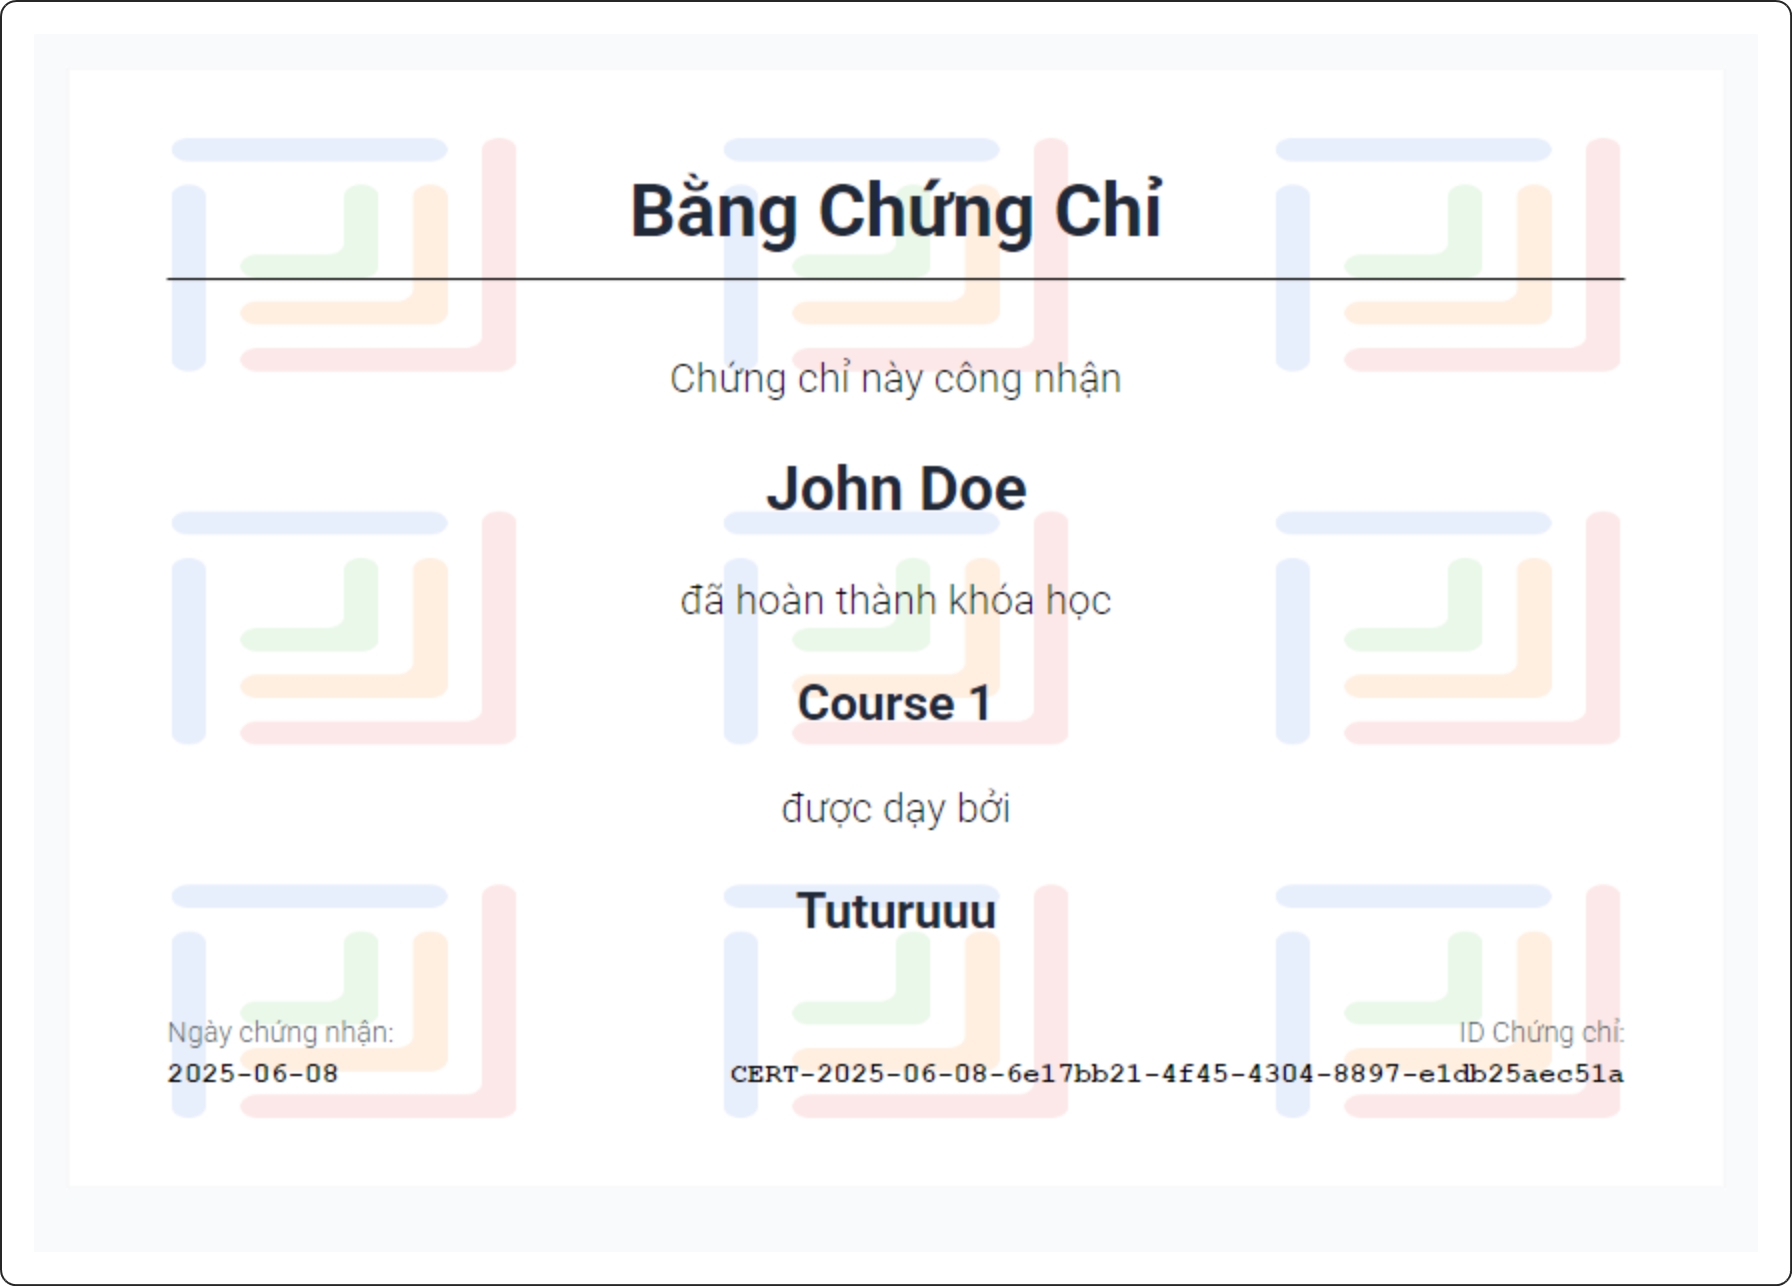 Bằng Chứng Chỉ
Chứng chỉ này công nhận
John Doe
đã hoàn thành khóa học
Course 1
được dạy bởi
Tuturuuu
Ngày chứng nhận:
2025-06-08
ID Chứng chỉ:
CERT-2025-06-08-6e17bb21-4f45-4304-8897-e1db25aec51a